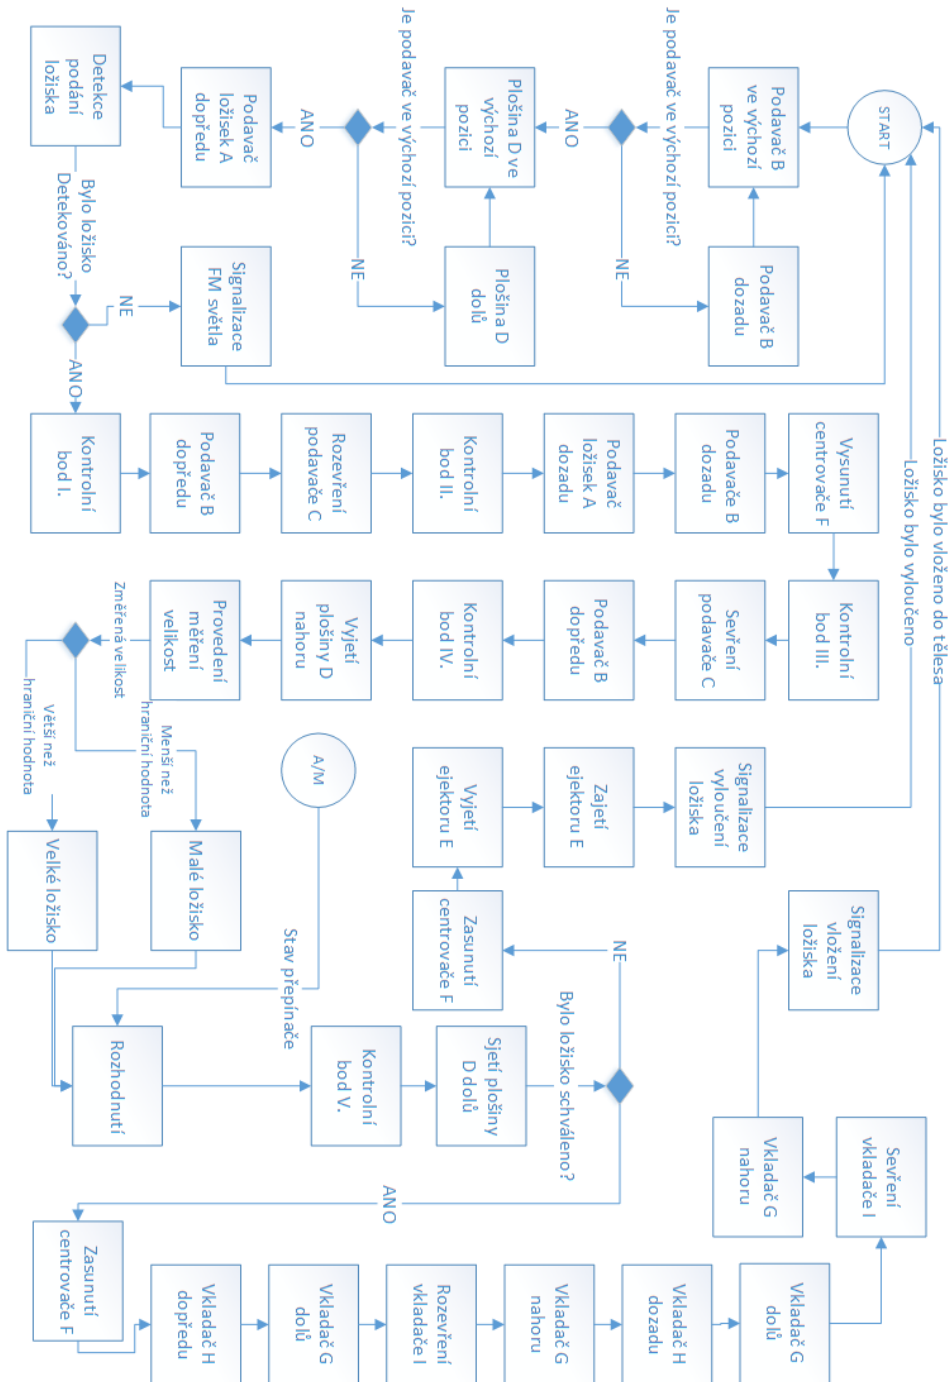 START
Podavač B
ve výchozí
pozici
Je podavač ve výchozí pozici?
NE
Podavač B
dozadu
ANO
Plošina D ve
výchozí
pozici
Je podavač ve výchozí pozici?
NE
Plošina D
dolů
ANO
Podavač
ložisek A
dopředu
Detekce
podání
ložiska
Bylo ložisko
Detekováno?
NE
Signalizace
FM světla
ANO
Kontrolní
bod I.
Podavač B
dopředu
Rozevření
podavače C
Kontrolní
bod II.
Podavač
ložisek A
dozadu
Podavače B
dozadu
Vysunutí
centrovače F
Kontrolní
bod III.
Sevření
podavače C
Podavač B
dopředu
Kontrolní
bod IV.
Vyjetí
plošiny D
nahoru
Provedení
měření
velikost
Změřená velikost
Menší než
hraniční hodnota
Větší než
hraniční hodnota
Malé ložisko
Velké ložisko
A/M
Stav přepínače
Rozhodnutí
Kontrolní
bod V.
Sjetí plošiny
D dolů
Bylo ložisko schváleno?
NE
Zasunutí
centrovače F
Vyjetí
ejektoru E
Zajetí
ejektoru E
Signalizace
vyloučení
ložiska
Ložisko bylo vyloučeno
ANO
Zasunutí
centrovače F
Vkladač H
dopředu
Vkladač G
dolů
Rozevření
vkladače I
Vkladač G
nahoru
Vkladač H
dozadu
Vkladač G
dolů
Sevření
vkladače I
Vkladač G
nahoru
Signalizace
vložení
ložiska
Ložisko bylo vloženo do tělesa